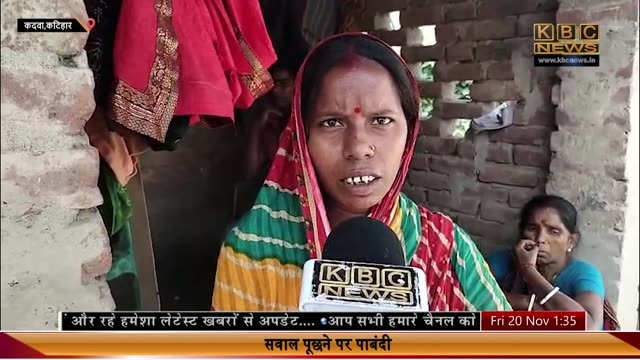 कदवा,कटिहार
KBC
NEWS
www.kbcnews.in
KBC
NEWS
और रहे हमेशा लेटेस्ट खबरों से अपडेट.... आप सभी हमारे चैनल को
Fri 20 Nov 1:35
सवाल पूछने पर पाबंदी